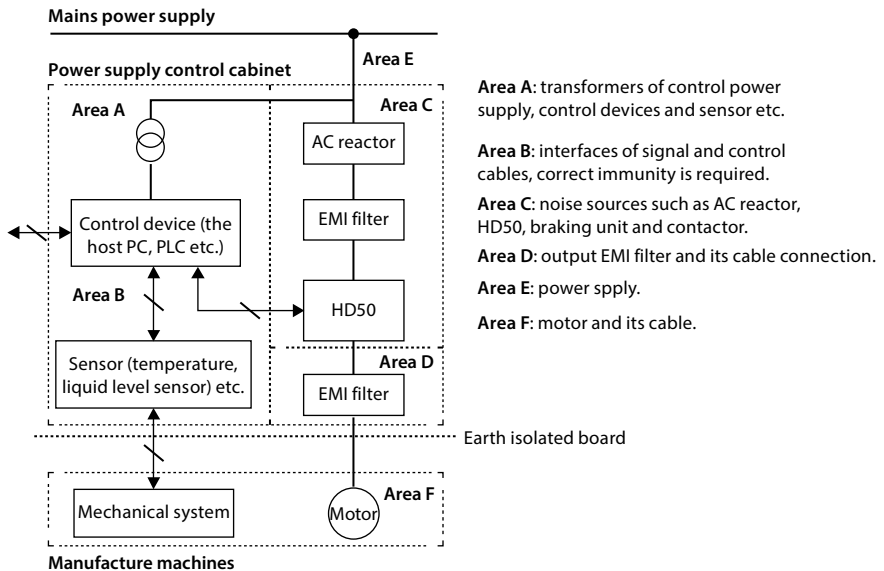 Mains power supply
Area E
Power supply control cabinet
Area A
Area C
AC reactor
EMI filter
Control device (the
host PC, PLC etc.)
Area B
HD50
Sensor (temperature,
liquid level sensor) etc.
Area D
EMI filter
Earth isolated board
Area F
Mechanical system
Motor
Manufacture machines
Area A: transformers of control power
supply, control devices and sensor etc.
Area B: interfaces of signal and control
cables, correct immunity is required.
Area C: noise sources such as AC reactor,
HD50, braking unit and contactor.
Area D: output EMI filter and its cable connection.
Area E: power spply.
Area F: motor and its cable.